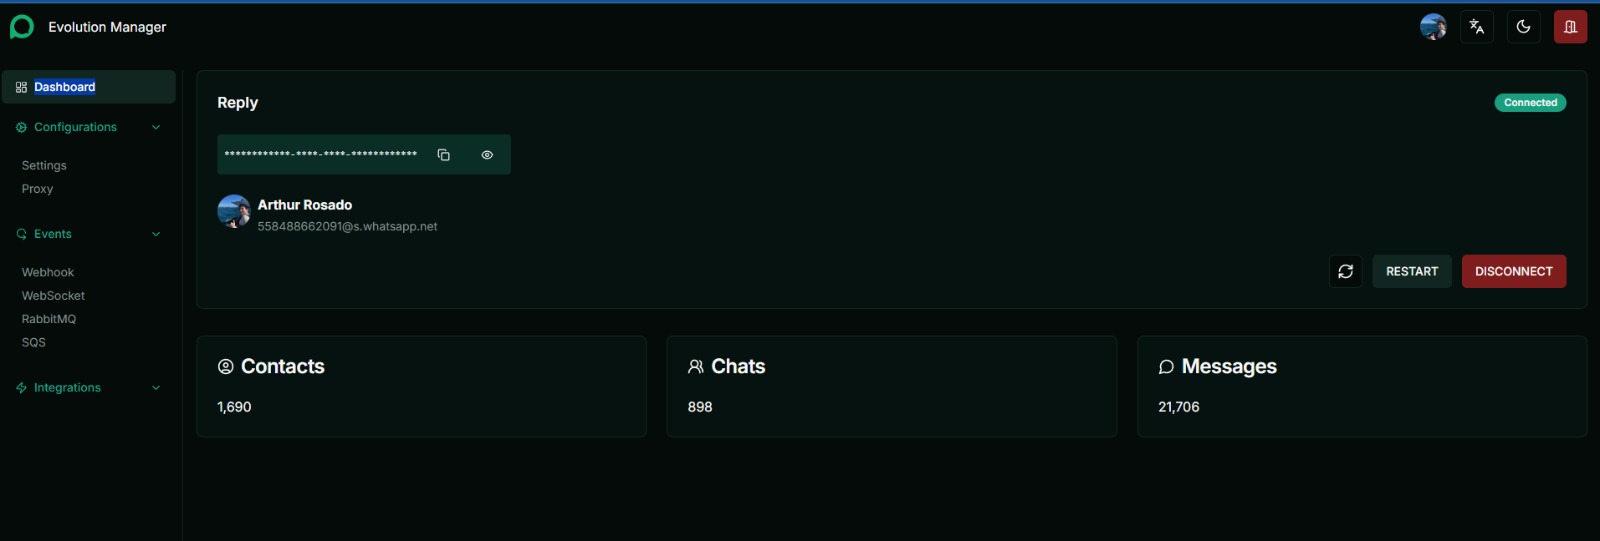 Evolution Manager
Dashboard
Configurations
Settings
Proxy
Events
Webhook
WebSocket
RabbitMQ
SQS
Integrations
Reply
Connected
************-****-****-************
Arthur Rosado
558488662091@s.whatsapp.net
RESTART
DISCONNECT
Contacts
1,690
Chats
898
Messages
21,706